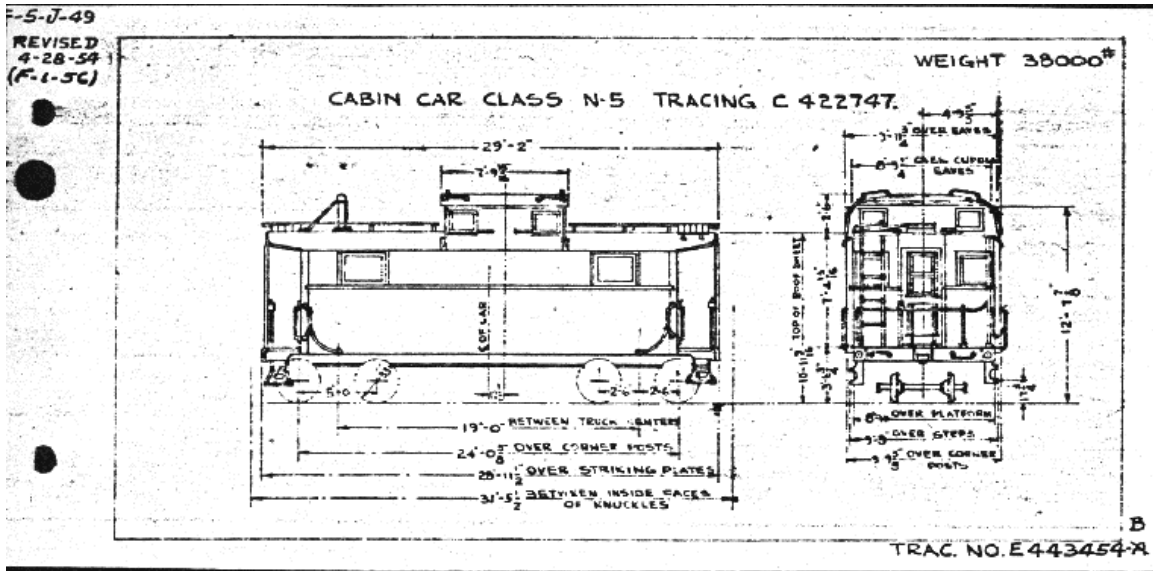 F-5-J-49
REVISED
4-28-54
(F-1-56)
WEIGHT 38000#
CABIN CAR CLASS N-5 TRACING C 422747.
29'-2"
OVER EAVES
OVER CUPOLA
EAVES
TOP OF ROOF SHEET
℄ OF CAR
12'-7 7/8"
5'-0
2'-6
2'-6
19'-0" BETWEEN TRUCK CENTERS
24'-0 5/8" OVER CORNER POSTS
28'-11 1/2" OVER STRIKING PLATES
31'-5 1/2" BETWEEN INSIDE FACES
OF KNUCKLES
OVER PLATFORM
OVER STEPS
OVER CORNER
POSTS
B
TRAC. NO. E443454-A